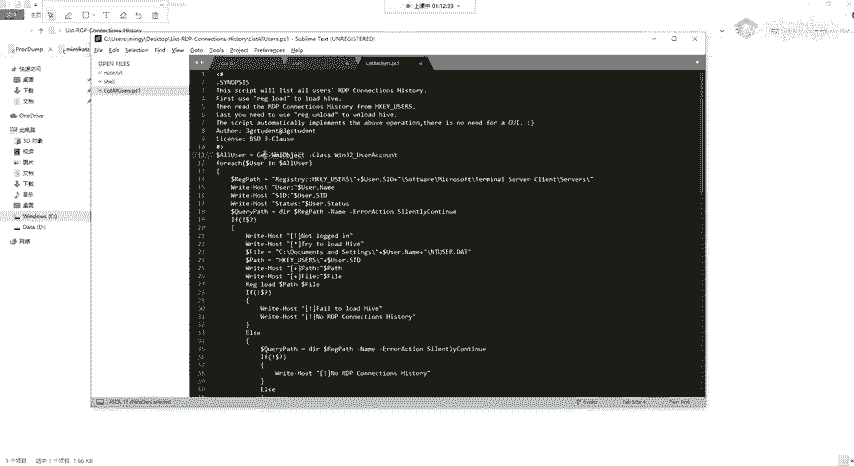 上课中 01:12:33
主页
List-RDP-Connections-History
ProcDump
mimikatz
快速访问
桌面
下载
文档
OneDrive
此电脑
3D 对象
视频
图片
文档
下载
音乐
桌面
Windows (C:)
Data (D:)
网络
C:\Users\mingy\Desktop\List-RDP-Connections-History\ListAllUsers.ps1 - Sublime Text (UNREGISTERED)
File Edit Selection Find View Goto Tools Project Preferences Help
OPEN FILES
shell
ListAllUsers.ps1
ListAllUsers.ps1
<#
.SYNOPSIS
This script will list all users' RDP Connections History.
First use "reg load" to load hive.
Then read the RDP Connections History from HKEY_USERS.
Last you need to use "reg unload" to unload hive.
The script automatically implements the above operation,there is no need for a GUI. :)
Author: 3gstudent@3gstudent
License: BSD 3-Clause
#>
$AllUser = Get-WmiObject -Class Win32_UserAccount
foreach($User in $AllUser)
{
$RegPath = "Registry::HKEY_USERS\"+$User.SID+"\Software\Microsoft\Terminal Server Client\Servers\"
Write-Host "User:"$User.Name
Write-Host "SID:"$User.SID
Write-Host "Status:"$User.Status
$QueryPath = dir $RegPath -Name -ErrorAction SilentlyContinue
If(!$?)
{
Write-Host "[!]Not logged in"
Write-Host "[*]Try to load Hive"
$File = "C:\Documents and Settings\"+$User.Name+"\NTUSER.DAT"
$Path = "HKEY_USERS\"+$User.SID
Write-Host "[+]Path:"$Path
Write-Host "[+]File:"$File
Reg load $Path $File
If(!$?)
{
Write-Host "[!]Fail to load Hive"
Write-Host "[!]No RDP Connections History"
}
Else
{
$QueryPath = dir $RegPath -Name -ErrorAction SilentlyContinue
If(!$?)
{
Write-Host "[!]No RDP Connections History"
}
Else
5 个项目 选中 1 个项目 1.66 KB